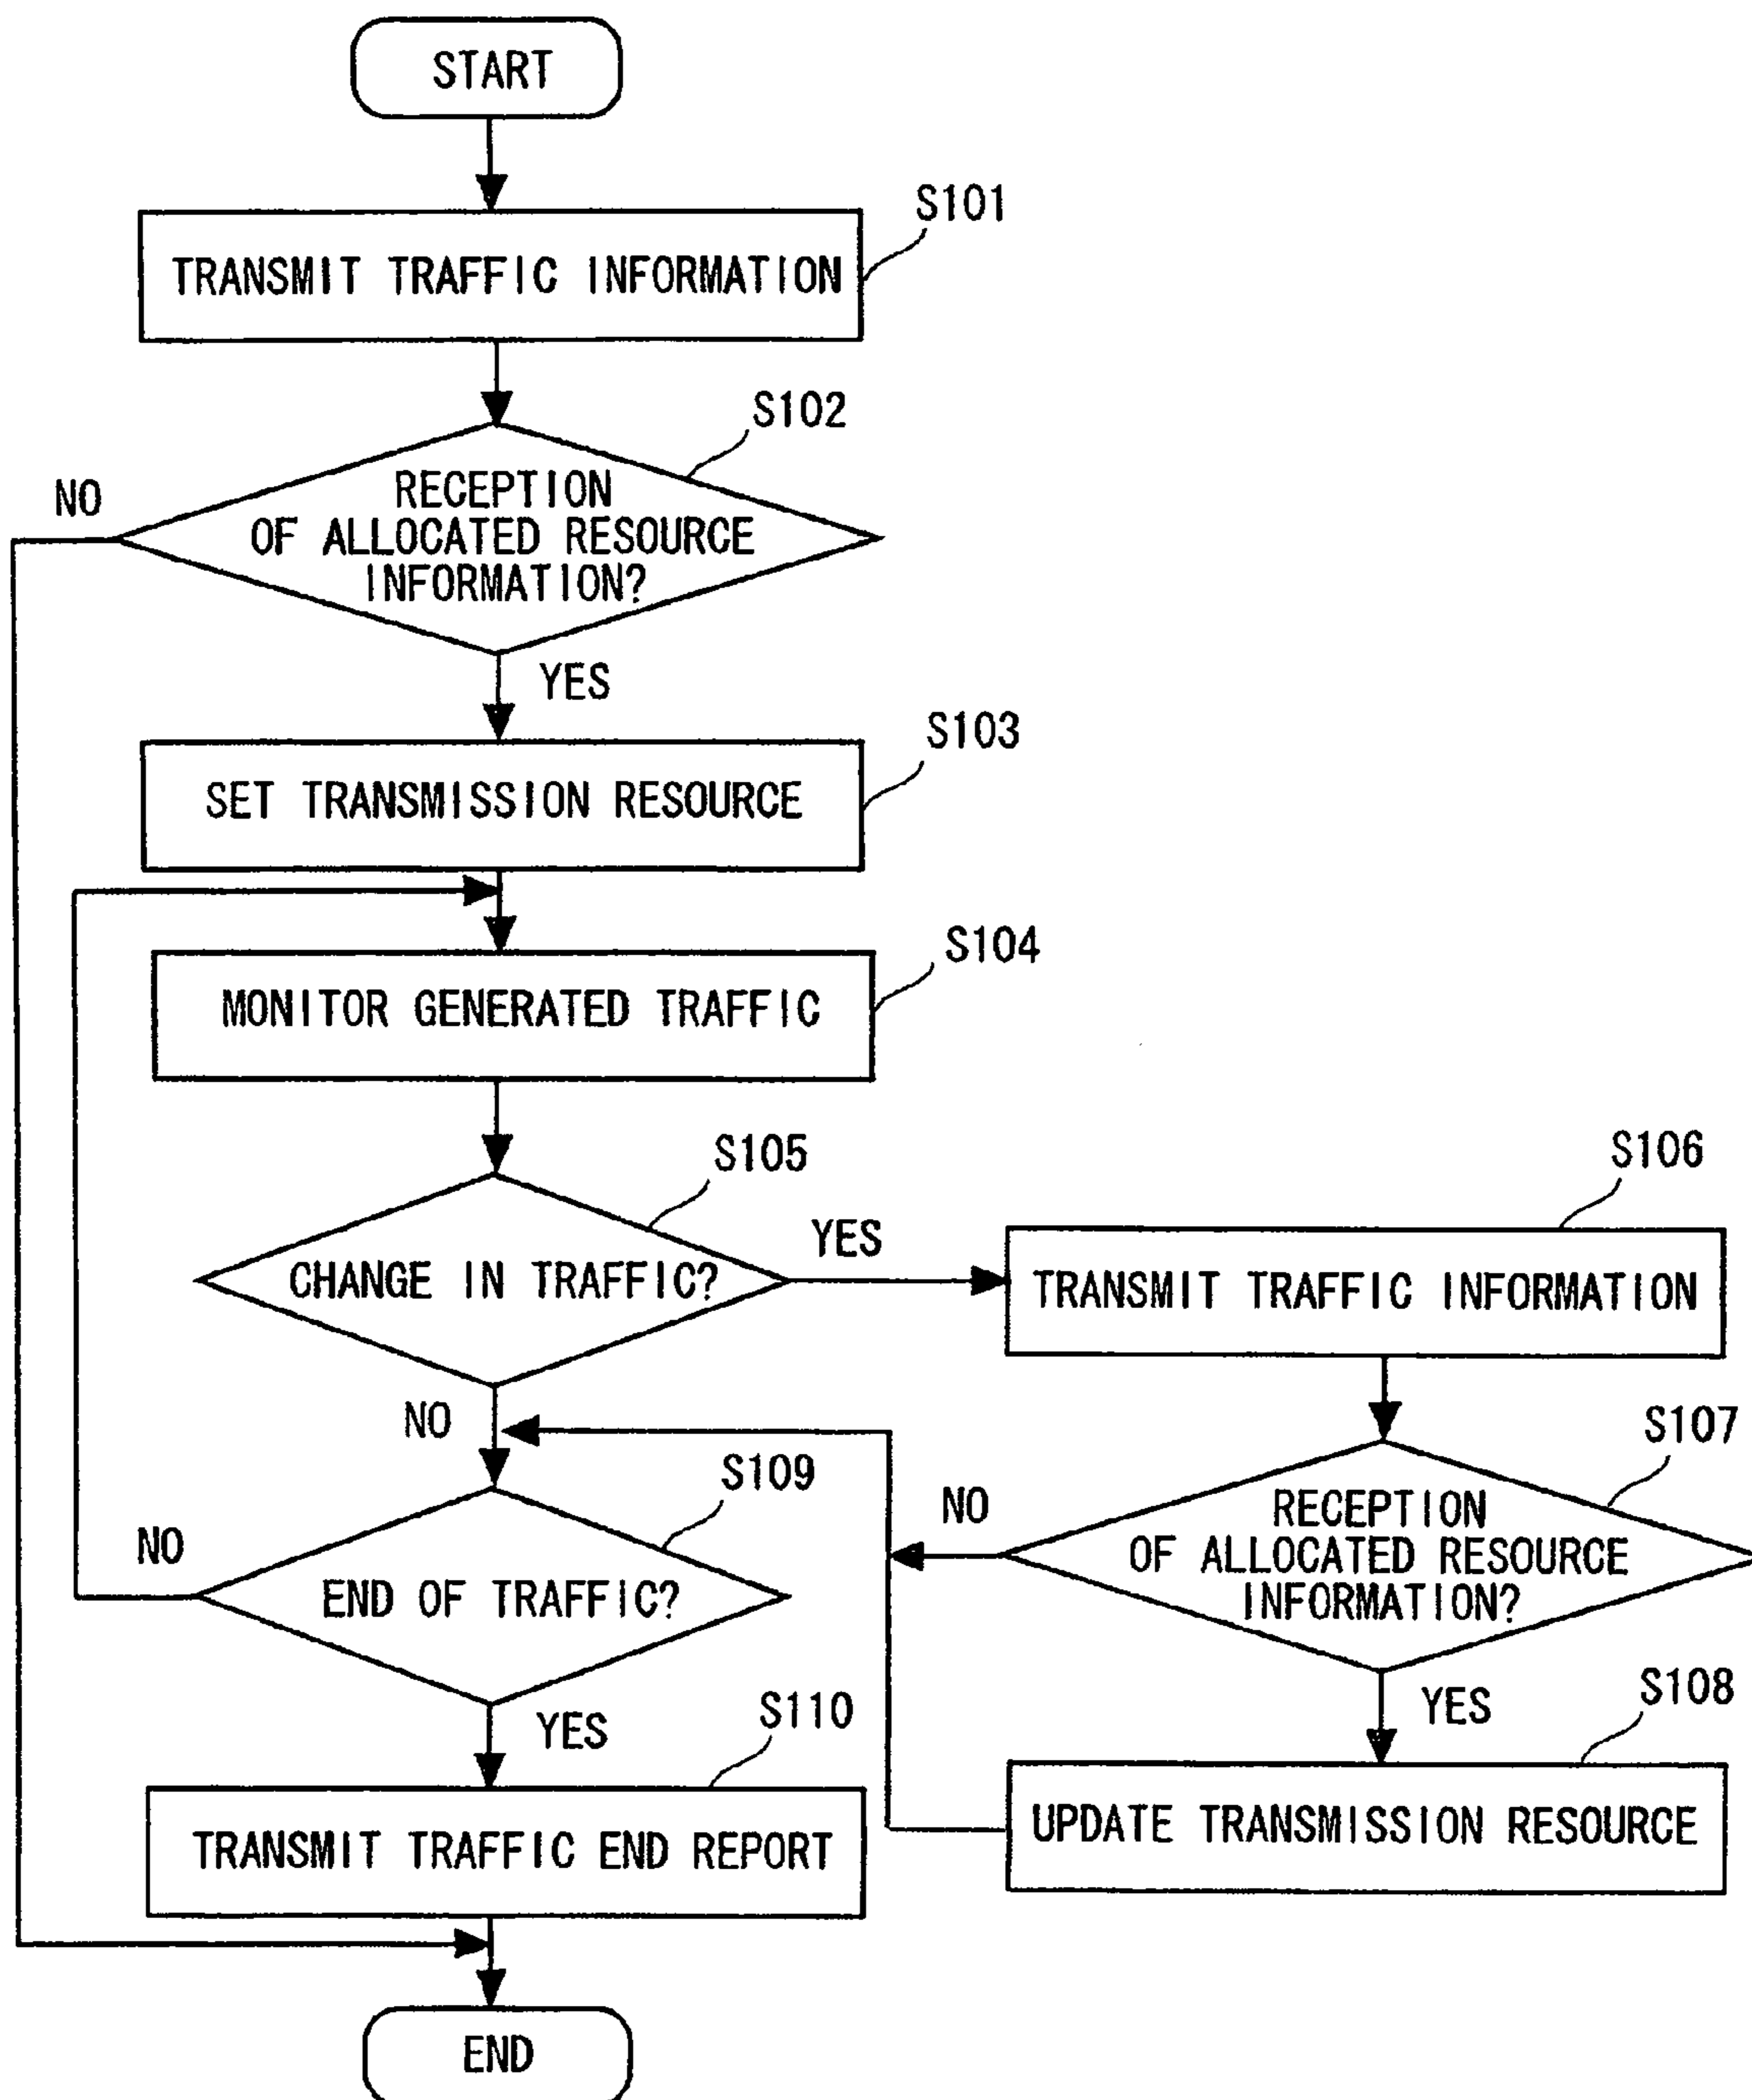 START
S101
TRANSMIT TRAFFIC INFORMATION
S102
NO
RECEPTION
OF ALLOCATED RESOURCE
INFORMATION?
YES
S103
SET TRANSMISSION RESOURCE
S104
MONITOR GENERATED TRAFFIC
S105
CHANGE IN TRAFFIC?
YES
S106
TRANSMIT TRAFFIC INFORMATION
NO
S107
RECEPTION
OF ALLOCATED RESOURCE
INFORMATION?
NO
S109
NO
END OF TRAFFIC?
YES
S108
UPDATE TRANSMISSION RESOURCE
YES
S110
TRANSMIT TRAFFIC END REPORT
END